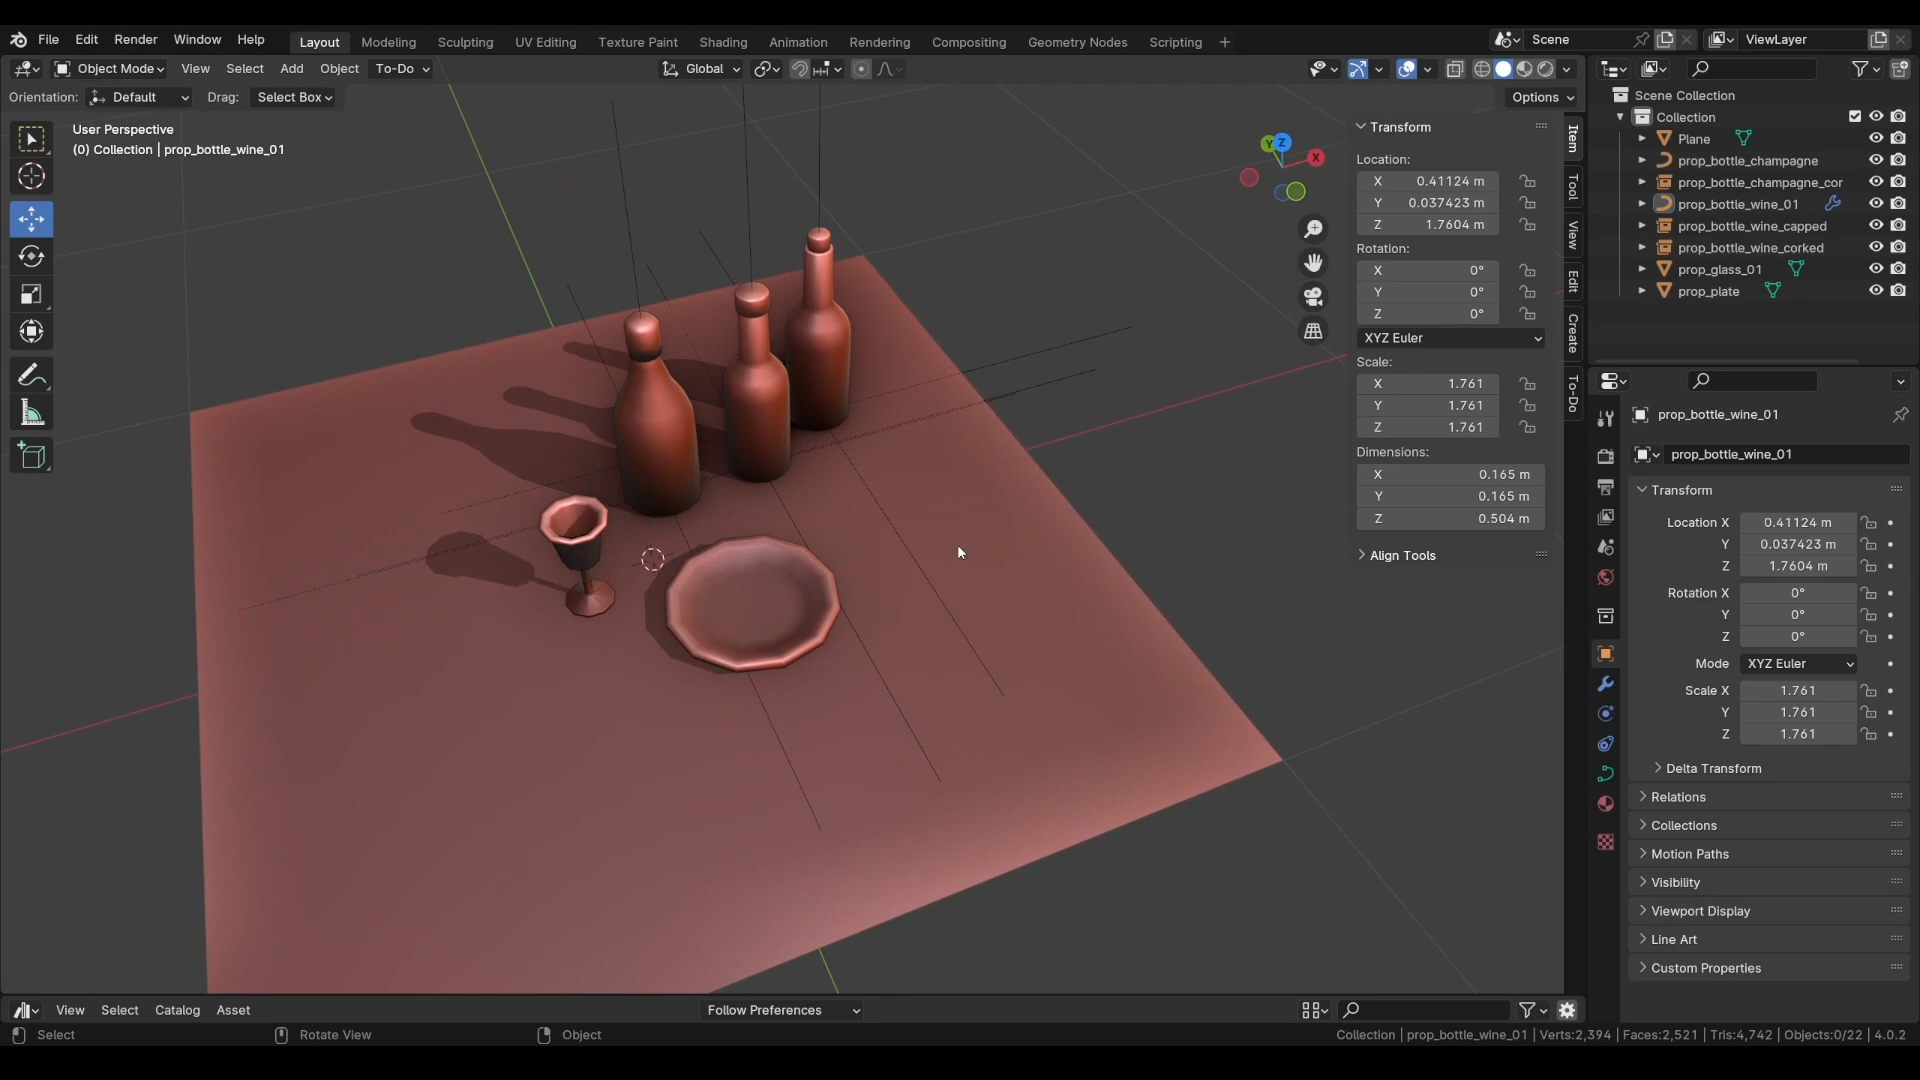 File Edit Render Window Help Layout Modeling Sculpting UV Editing Texture Paint Shading Animation Rendering Compositing Geometry Nodes Scripting + Scene ViewLayer
Object Mode View Select Add Object To-Do Global
Orientation: Default Drag: Select Box Options
User Perspective
(0) Collection | prop_bottle_wine_01
Y Z X
Transform
Location:
X 0.41124 m
Y 0.037423 m
Z 1.7604 m
Rotation:
X 0°
Y 0°
Z 0°
XYZ Euler
Scale:
X 1.761
Y 1.761
Z 1.761
Dimensions:
X 0.165 m
Y 0.165 m
Z 0.504 m
Align Tools
Item
Tool
View
Edit
Create
To-Do
Scene Collection
Collection
Plane
prop_bottle_champagne
prop_bottle_champagne_cor
prop_bottle_wine_01
prop_bottle_wine_capped
prop_bottle_wine_corked
prop_glass_01
prop_plate
prop_bottle_wine_01
prop_bottle_wine_01
Transform
Location X 0.41124 m
Y 0.037423 m
Z 1.7604 m
Rotation X 0°
Y 0°
Z 0°
Mode XYZ Euler
Scale X 1.761
Y 1.761
Z 1.761
Delta Transform
Relations
Collections
Motion Paths
Visibility
Viewport Display
Line Art
Custom Properties
View Select Catalog Asset Follow Preferences
Select Rotate View Object Collection | prop_bottle_wine_01 | Verts:2,394 | Faces:2,521 | Tris:4,742 | Objects:0/22 | 4.0.2